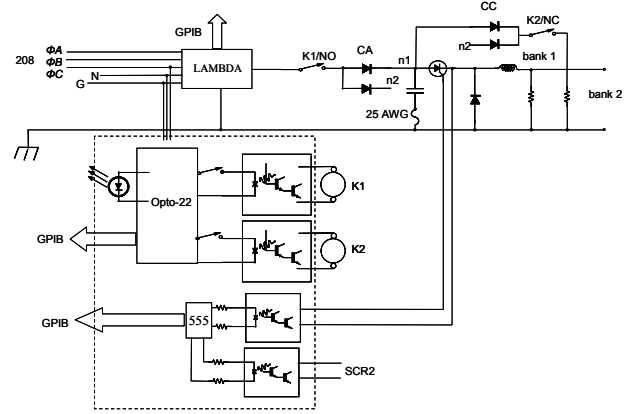 GPIB
CC
K2/NC
ΦA
208 ΦB
ΦC N
G
LAMBDA
K1/NO
CA
n1
n2
n2
bank 1
bank 2
25 AWG
Opto-22
K1
GPIB
K2
GPIB
555
SCR2